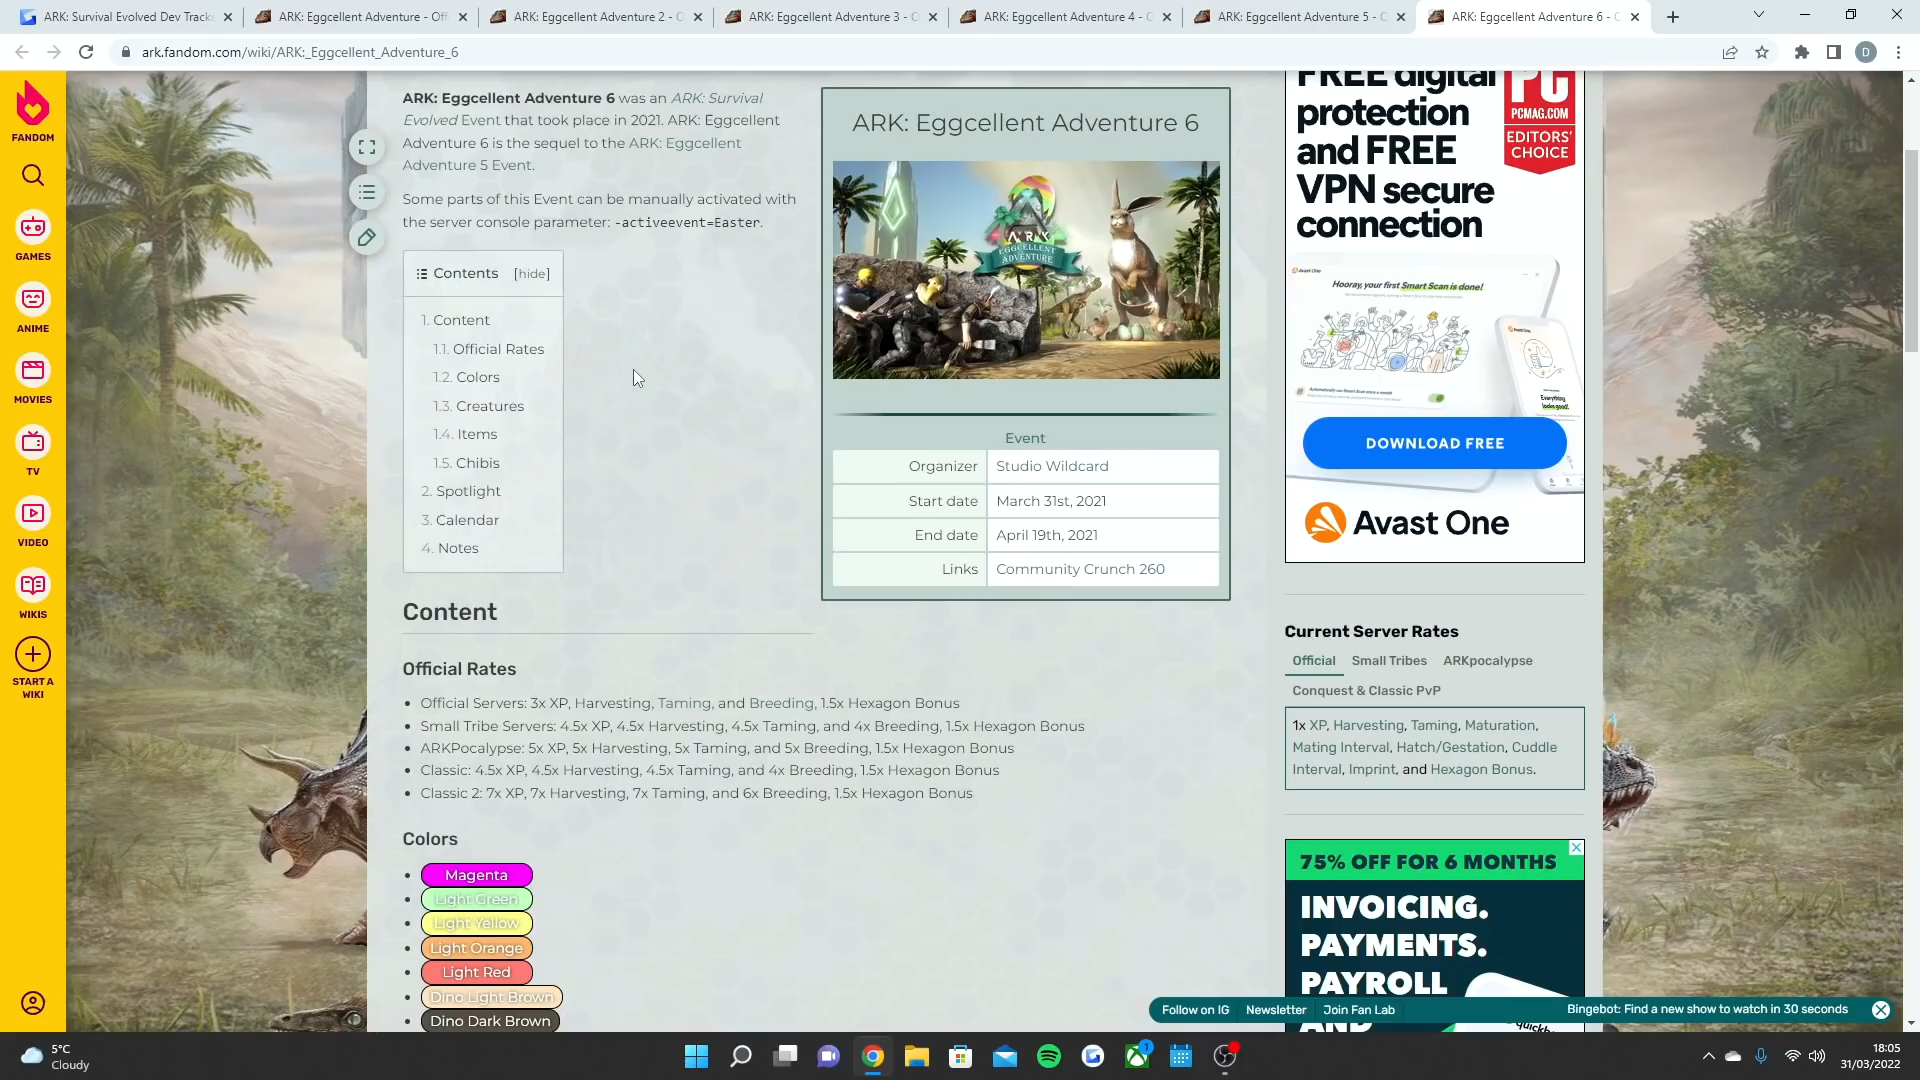 ARK: Survival Evolved Dev Tracke
ARK: Eggcellent Adventure - Off
ARK: Eggcellent Adventure 2 - O
ARK: Eggcellent Adventure 3 - O
ARK: Eggcellent Adventure 4 - O
ARK: Eggcellent Adventure 5 - O
ARK: Eggcellent Adventure 6 - O
ark.fandom.com/wiki/ARK:_Eggcellent_Adventure_6
D
FANDOM
GAMES
ANIME
MOVIES
TV
VIDEO
WIKIS
START A
WIKI
ARK: Eggcellent Adventure 6 was an ARK: Survival
Evolved Event that took place in 2021. ARK: Eggcellent
Adventure 6 is the sequel to the ARK: Eggcellent
Adventure 5 Event.
Some parts of this Event can be manually activated with
the server console parameter: -activeevent=Easter.
Contents [hide]
1. Content
1.1. Official Rates
1.2. Colors
1.3. Creatures
1.4. Items
1.5. Chibis
2. Spotlight
3. Calendar
4. Notes
ARK: Eggcellent Adventure 6
ARK
EGGCELLENT
ADVENTURE
Event
Organizer Studio Wildcard
Start date March 31st, 2021
End date April 19th, 2021
Links Community Crunch 260
Content
Official Rates
• Official Servers: 3x XP, Harvesting, Taming, and Breeding, 1.5x Hexagon Bonus
• Small Tribe Servers: 4.5x XP, 4.5x Harvesting, 4.5x Taming, and 4x Breeding, 1.5x Hexagon Bonus
• ARKPocalypse: 5x XP, 5x Harvesting, 5x Taming, and 5x Breeding, 1.5x Hexagon Bonus
• Classic: 4.5x XP, 4.5x Harvesting, 4.5x Taming, and 4x Breeding, 1.5x Hexagon Bonus
• Classic 2: 7x XP, 7x Harvesting, 7x Taming, and 6x Breeding, 1.5x Hexagon Bonus
Colors
• Magenta
• Light Green
• Light Yellow
• Light Orange
• Light Red
• Dino Light Brown
• Dino Dark Brown
FREE digital
protection
and FREE
VPN secure
connection
PC
PCMAG.COM
EDITORS'
CHOICE
Avast One
Hooray, your first Smart Scan is done!
DOWNLOAD FREE
Avast One
Current Server Rates
Official Small Tribes ARKpocalypse
Conquest & Classic PvP
1x XP, Harvesting, Taming, Maturation,
Mating Interval, Hatch/Gestation, Cuddle
Interval, Imprint, and Hexagon Bonus.
75% OFF FOR 6 MONTHS
INVOICING.
PAYMENTS.
PAYROLL
AND
quickb
Follow on IG Newsletter Join Fan Lab Bingebot: Find a new show to watch in 30 seconds
5°C
Cloudy
1
18:05
31/03/2022